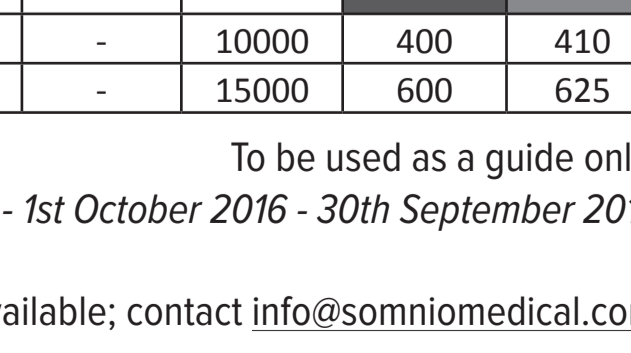 - 10000 400 410
- 15000 600 625
To be used as a guide onl
- 1st October 2016 - 30th September 201
ailable; contact info@somniomedical.co